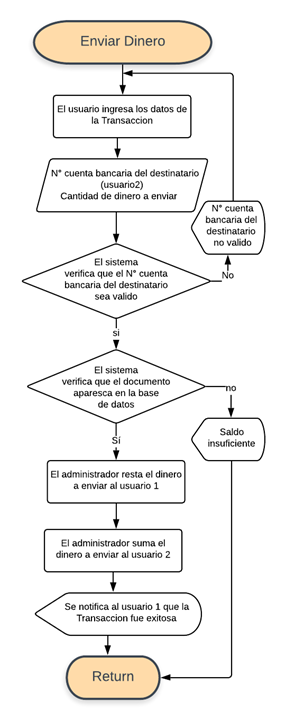 Enviar Dinero
El usuario ingresa los datos de
la Transaccion
N° cuenta bancaria del destinatario
(usuario2)
Cantidad de dinero a enviar
N° cuenta
bancaria del
destinatario
no valido
El sistema
verifica que el N° cuenta
bancaria del destinatario
sea valido
No
si
El sistema
verifica que el documento
aparesca en la base
de datos
no
Saldo
insuficiente
Sí
El administrador resta el dinero
a enviar al usuario 1
El administrador suma el
dinero a enviar al usuario 2
Se notifica al usuario 1 que la
Transaccion fue exitosa
Return